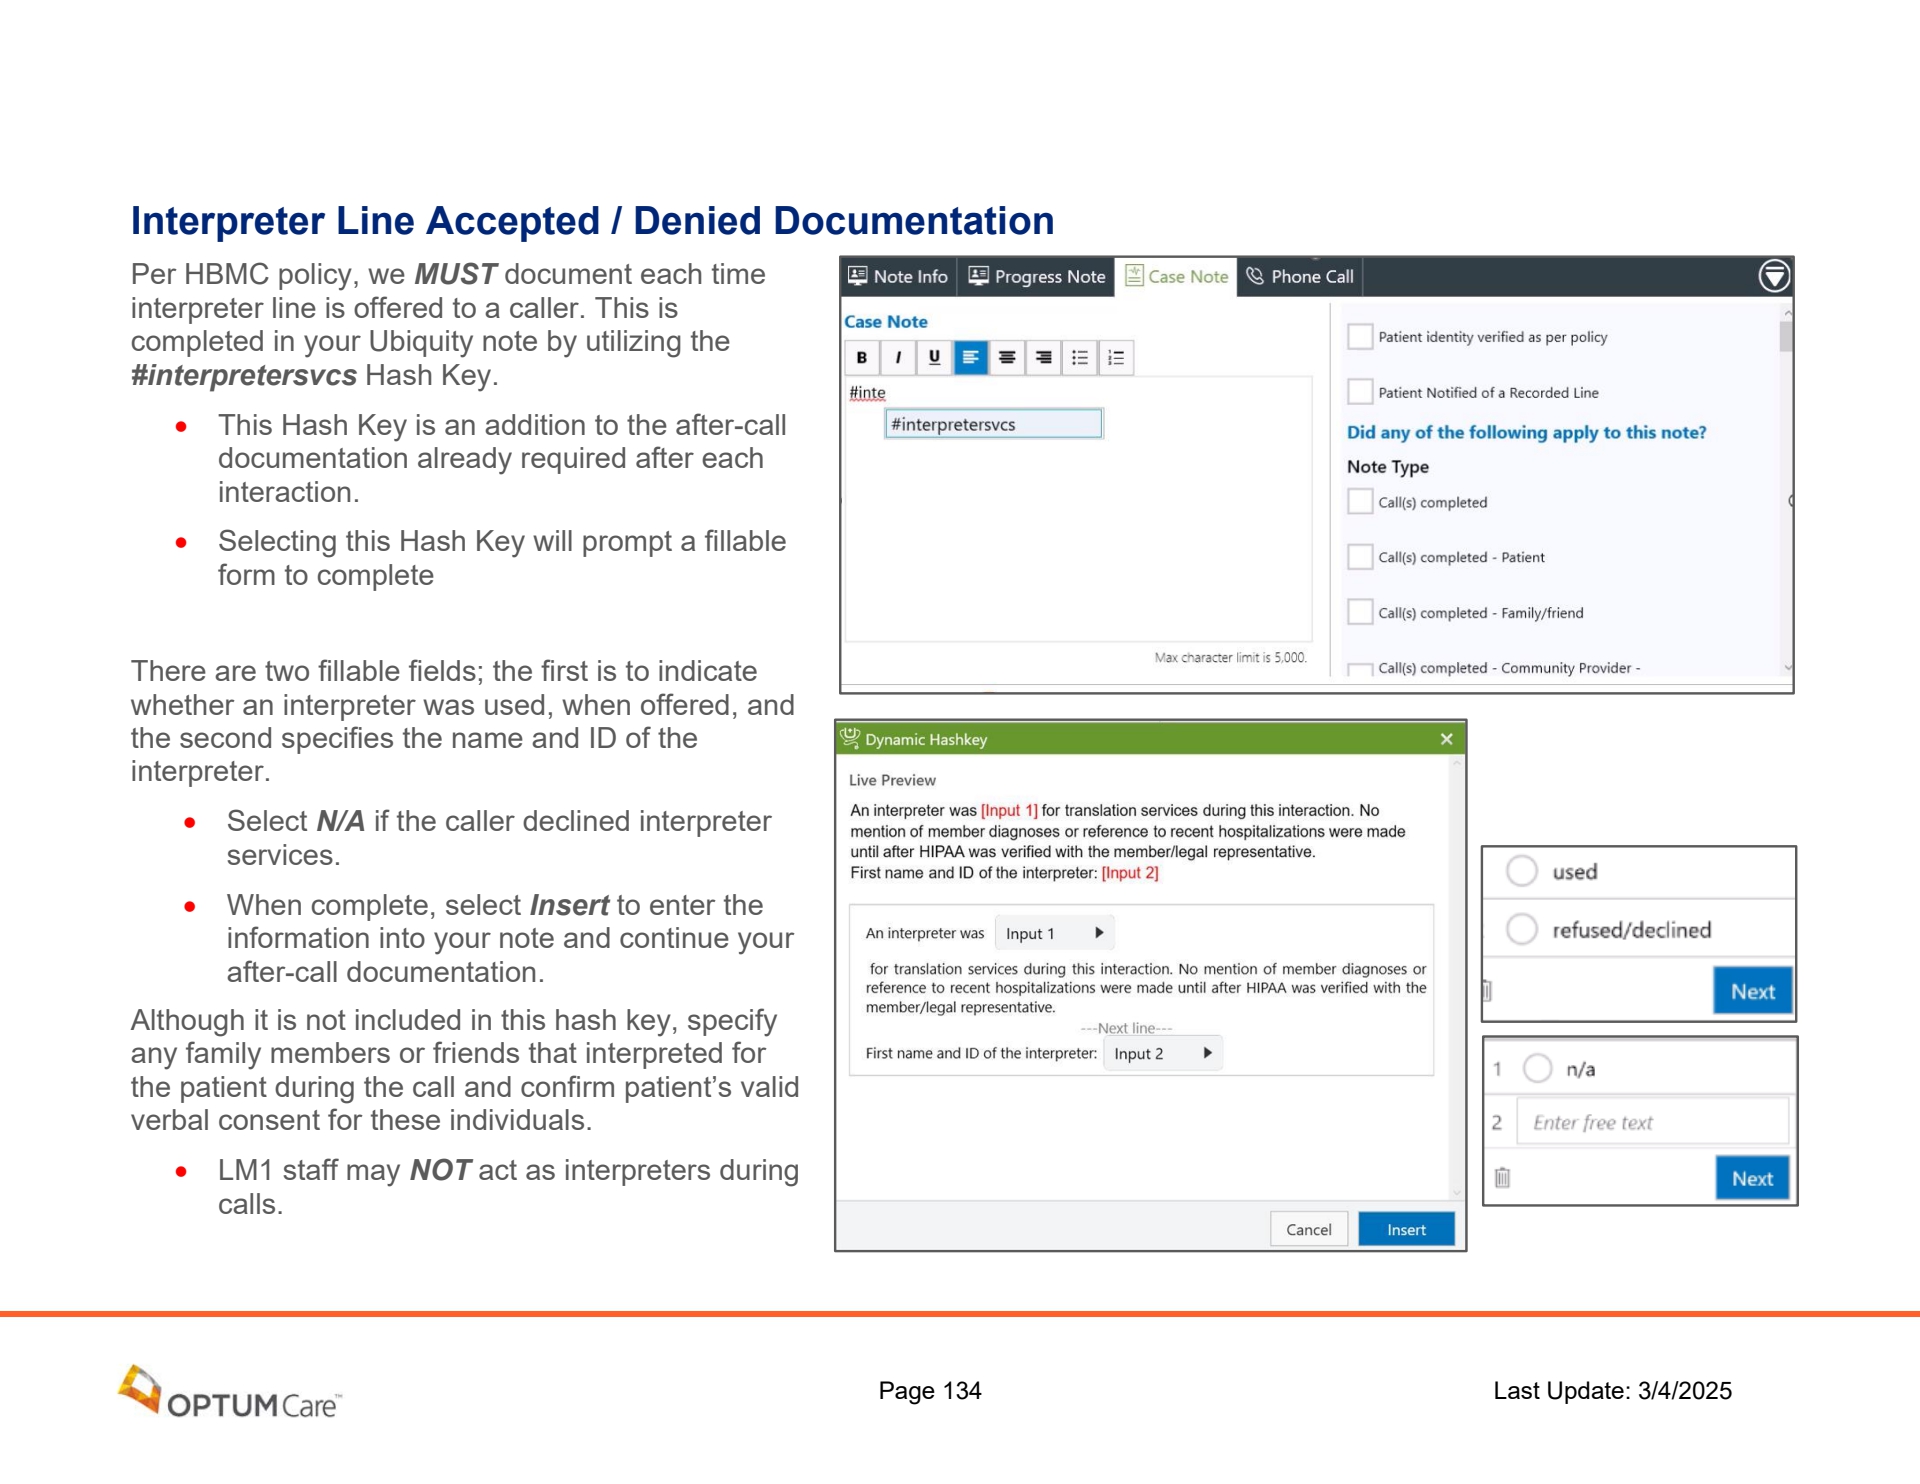 Interpreter Line Accepted / Denied Documentation
Per HBMC policy, we MUST document each time
interpreter line is offered to a caller. This is
completed in your Ubiquity note by utilizing the
#interpretersvcs Hash Key.
• This Hash Key is an addition to the after-call
documentation already required after each
interaction.
• Selecting this Hash Key will prompt a fillable
form to complete
There are two fillable fields; the first is to indicate
whether an interpreter was used, when offered, and
the second specifies the name and ID of the
interpreter.
• Select N/A if the caller declined interpreter
services.
• When complete, select Insert to enter the
information into your note and continue your
after-call documentation.
Although it is not included in this hash key, specify
any family members or friends that interpreted for
the patient during the call and confirm patient’s valid
verbal consent for these individuals.
• LM1 staff may NOT act as interpreters during
calls.
Note Info Progress Note Case Note Phone Call
Case Note
B I U
#inte
#interpretersvcs
Max character limit is 5,000.
Patient identity verified as per policy
Patient Notified of a Recorded Line
Did any of the following apply to this note?
Note Type
Call(s) completed
Call(s) completed - Patient
Call(s) completed - Family/friend
Call(s) completed - Community Provider -
Dynamic Hashkey
Live Preview
An interpreter was [Input 1] for translation services during this interaction. No
mention of member diagnoses or reference to recent hospitalizations were made
until after HIPAA was verified with the member/legal representative.
First name and ID of the interpreter: [Input 2]
An interpreter was Input 1
for translation services during this interaction. No mention of member diagnoses or
reference to recent hospitalizations were made until after HIPAA was verified with the
member/legal representative.
---Next line---
First name and ID of the interpreter: Input 2
Cancel Insert
used
refused/declined
Next
1 n/a
2 Enter free text
Next
OPTUM Care™
Page 134
Last Update: 3/4/2025